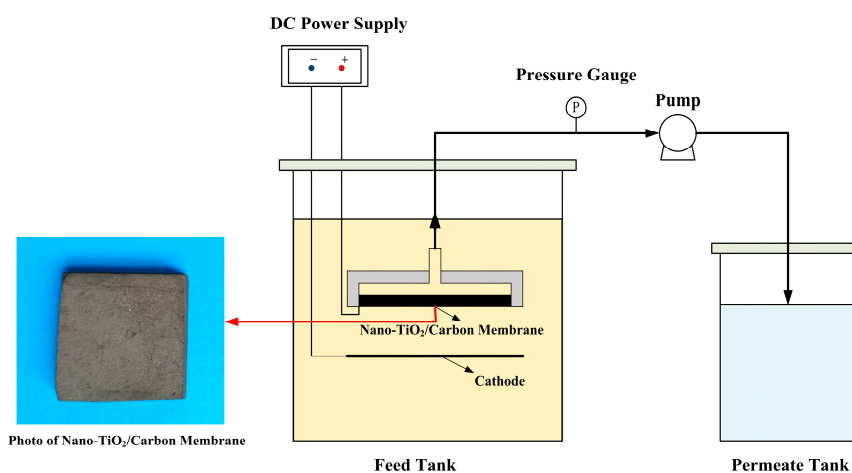 DC Power Supply
− +
Pressure Gauge
P
Pump
Nano-TiO₂/Carbon Membrane
Cathode
Photo of Nano-TiO₂/Carbon Membrane
Feed Tank
Permeate Tank